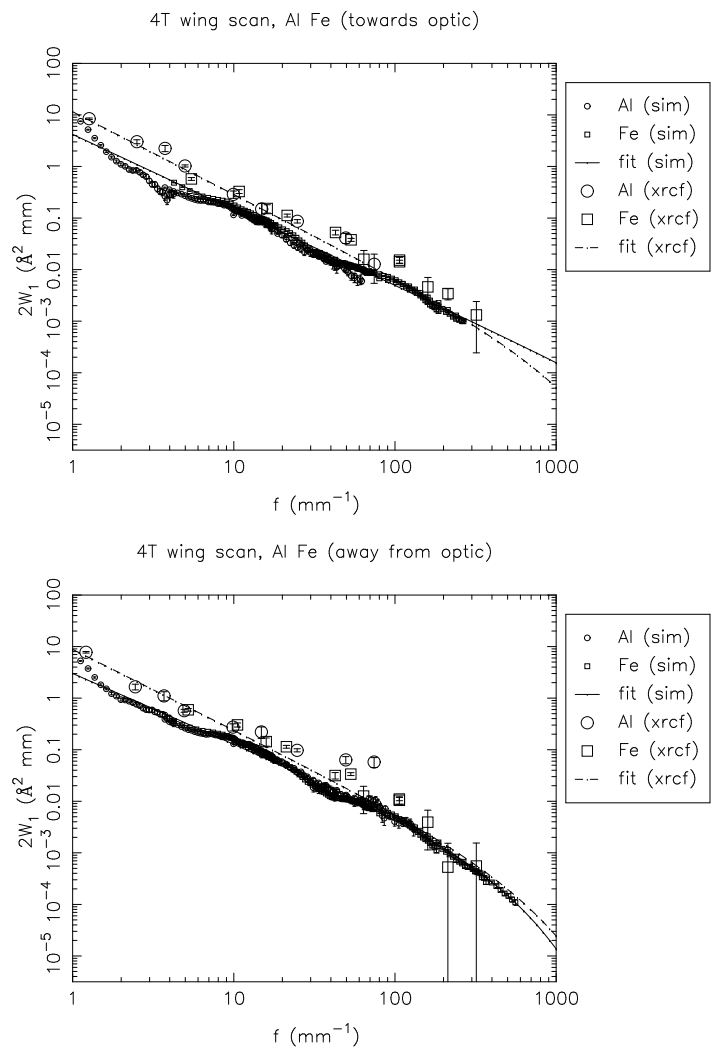 4T wing scan, Al Fe (towards optic)
100
10
1
0.1
0.01
10⁻³
10⁻⁴
10⁻⁵
2W₁ (Å² mm)
1
10
100
1000
f (mm⁻¹)
Al (sim)
Fe (sim)
fit (sim)
Al (xrcf)
Fe (xrcf)
fit (xrcf)
4T wing scan, Al Fe (away from optic)
100
10
1
0.1
0.01
10⁻³
10⁻⁴
10⁻⁵
2W₁ (Å² mm)
1
10
100
1000
f (mm⁻¹)
Al (sim)
Fe (sim)
fit (sim)
Al (xrcf)
Fe (xrcf)
fit (xrcf)